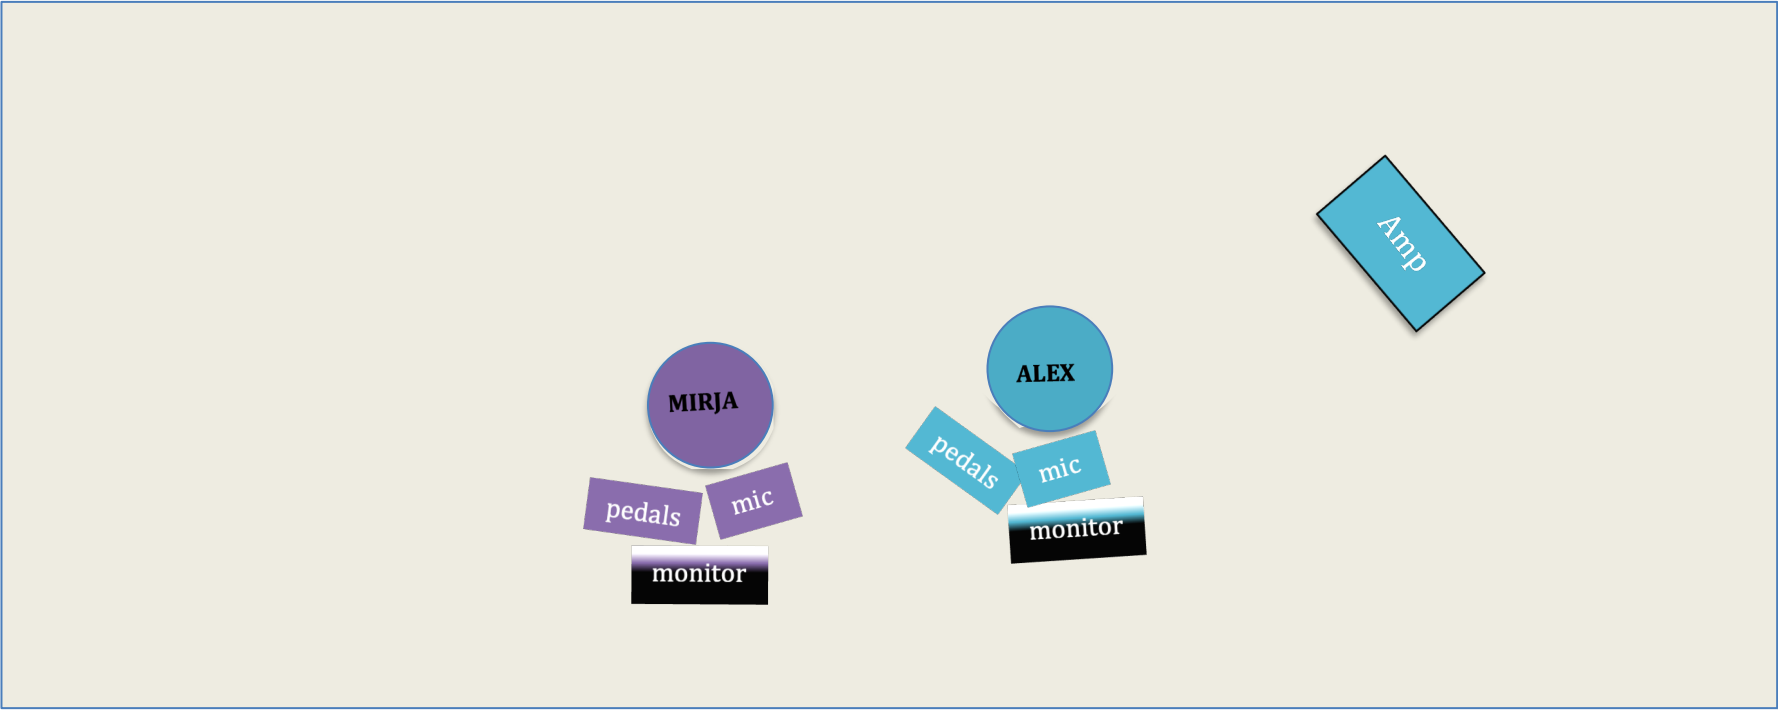 Amp
MIRJA
ALEX
pedals
mic
monitor
pedals
mic
monitor